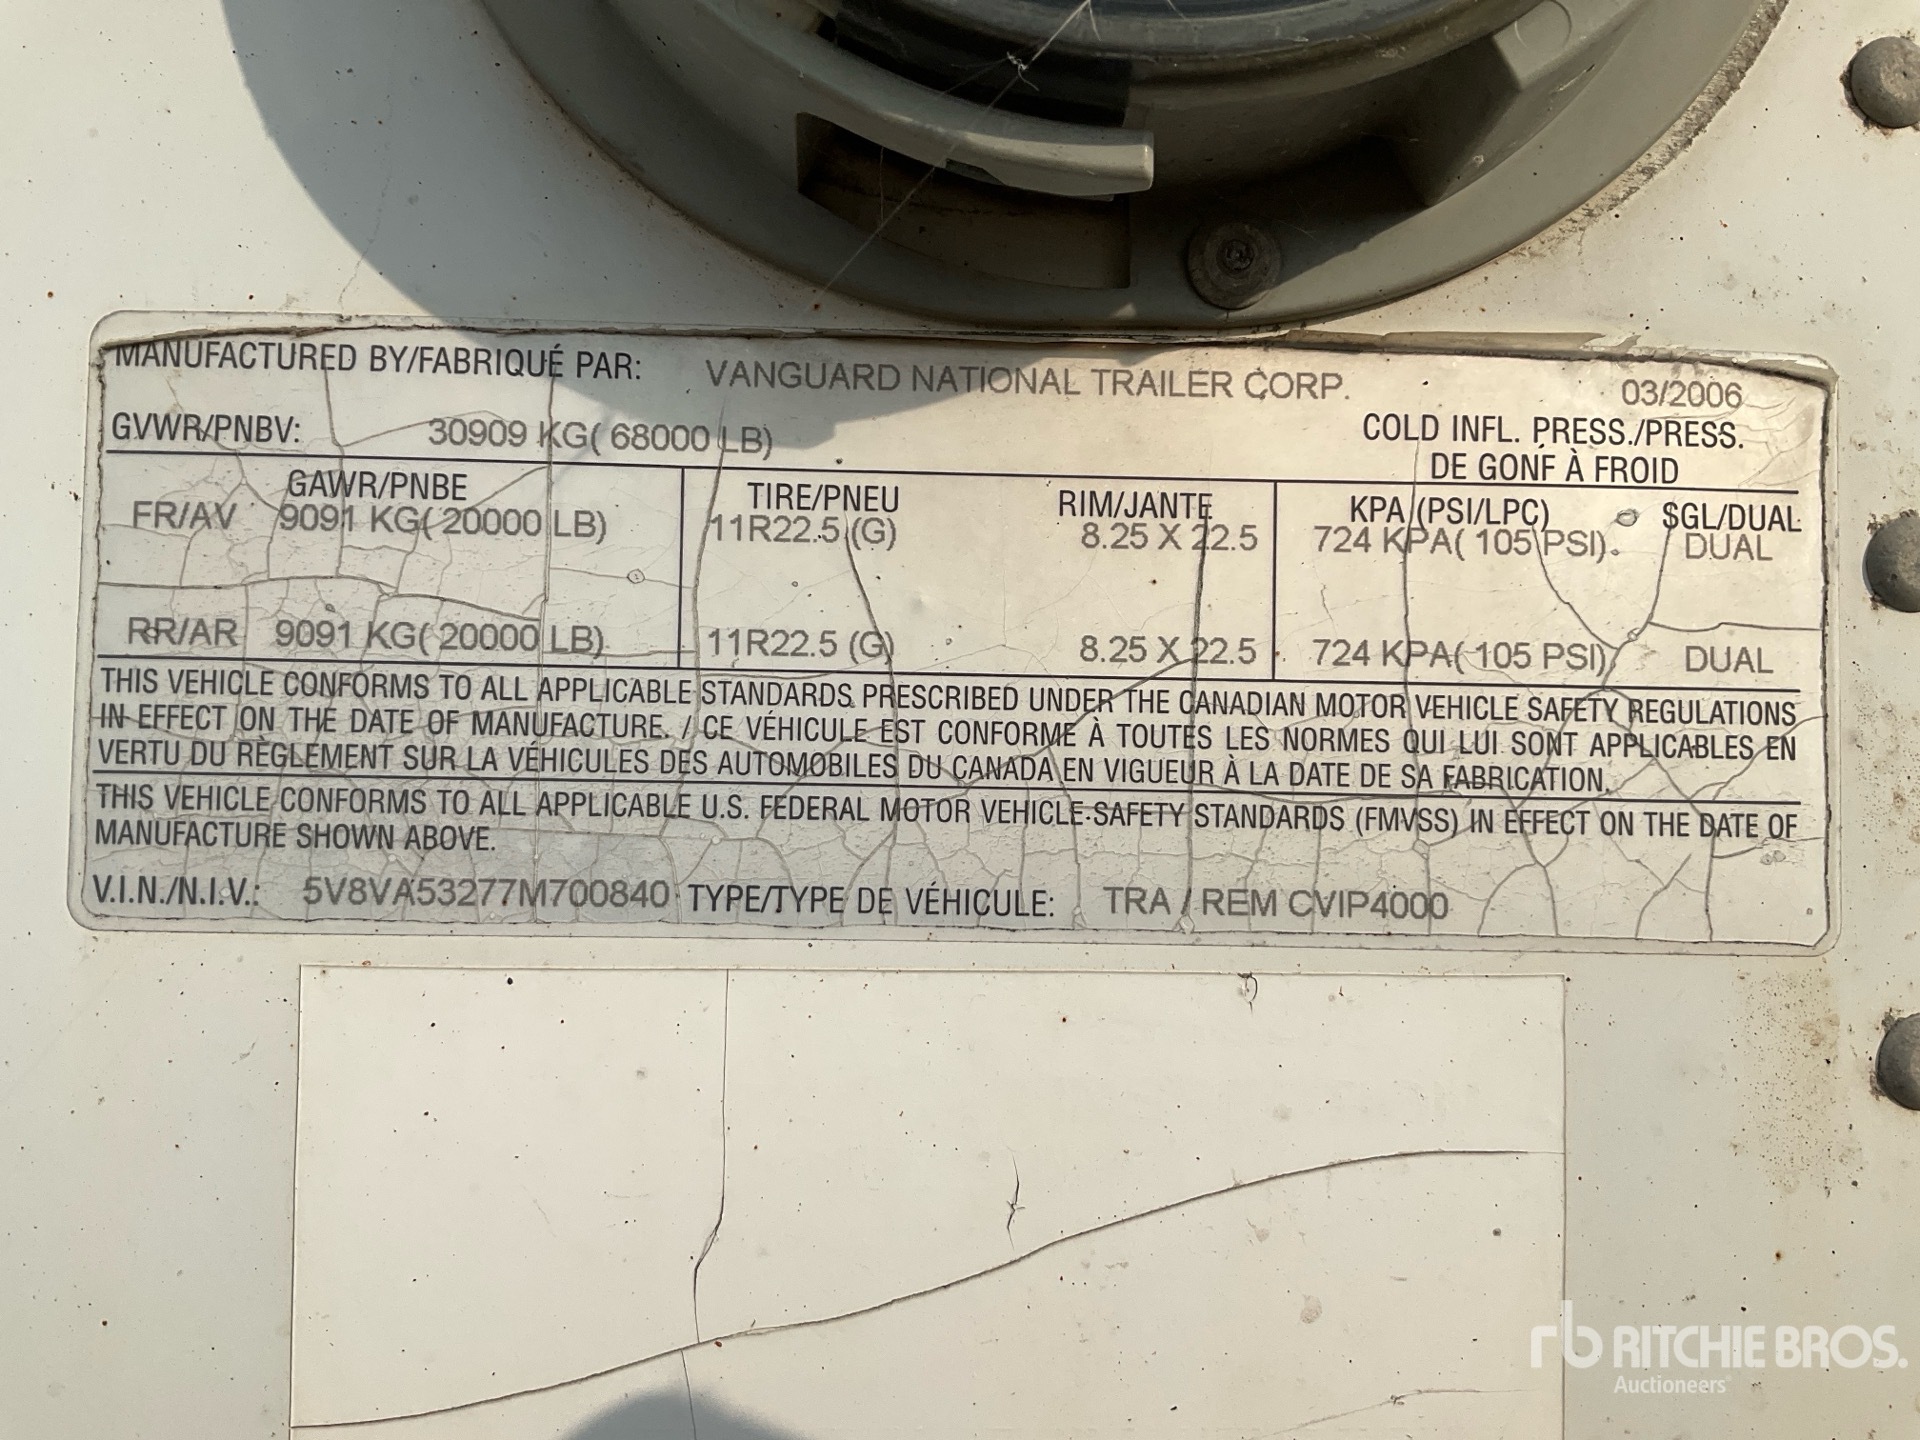 MANUFACTURED BY/FABRIQUÉ PAR: VANGUARD NATIONAL TRAILER CORP. 03/2006
GVWR/PNBV: 30909 KG( 68000 LB) COLD INFL. PRESS./PRESS.
DE GONF À FROID
GAWR/PNBE TIRE/PNEU RIM/JANTE KPA (PSI/LPC) SGL/DUAL
FR/AV 9091 KG( 20000 LB) 11R22.5 (G) 8.25 X 22.5 724 KPA( 105 PSI) DUAL
RR/AR 9091 KG( 20000 LB) 11R22.5 (G) 8.25 X 22.5 724 KPA( 105 PSI) DUAL
THIS VEHICLE CONFORMS TO ALL APPLICABLE STANDARDS PRESCRIBED UNDER THE CANADIAN MOTOR VEHICLE SAFETY REGULATIONS
IN EFFECT ON THE DATE OF MANUFACTURE. / CE VÉHICULE EST CONFORME À TOUTES LES NORMES QUI LUI SONT APPLICABLES EN
VERTU DU RÈGLEMENT SUR LA VÉHICULES DES AUTOMOBILES DU CANADA EN VIGUEUR À LA DATE DE SA FABRICATION.
THIS VEHICLE CONFORMS TO ALL APPLICABLE U.S. FEDERAL MOTOR VEHICLE SAFETY STANDARDS (FMVSS) IN EFFECT ON THE DATE OF
MANUFACTURE SHOWN ABOVE.
V.I.N./N.I.V.: 5V8VA53277M700840 TYPE/TYPE DE VÉHICULE: TRA / REM CVIP4000
rb RITCHIE BROS.
Auctioneers